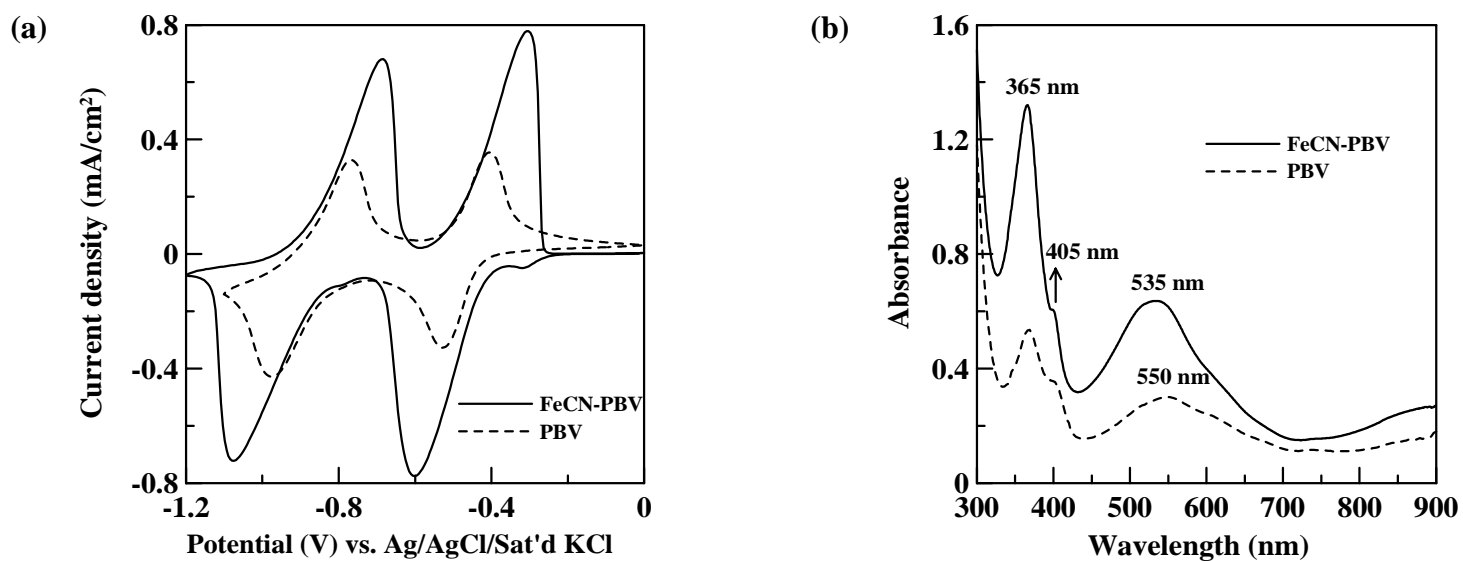 (a)
0.8
0.4
0
-0.4
-0.8
Current density (mA/cm²)
FeCN-PBV
PBV
-1.2
-0.8
-0.4
0
Potential (V) vs. Ag/AgCl/Sat'd KCl
(b)
1.6
1.2
0.8
0.4
0
Absorbance
365 nm
405 nm
535 nm
550 nm
FeCN-PBV
PBV
300
400
500
600
700
800
900
Wavelength (nm)